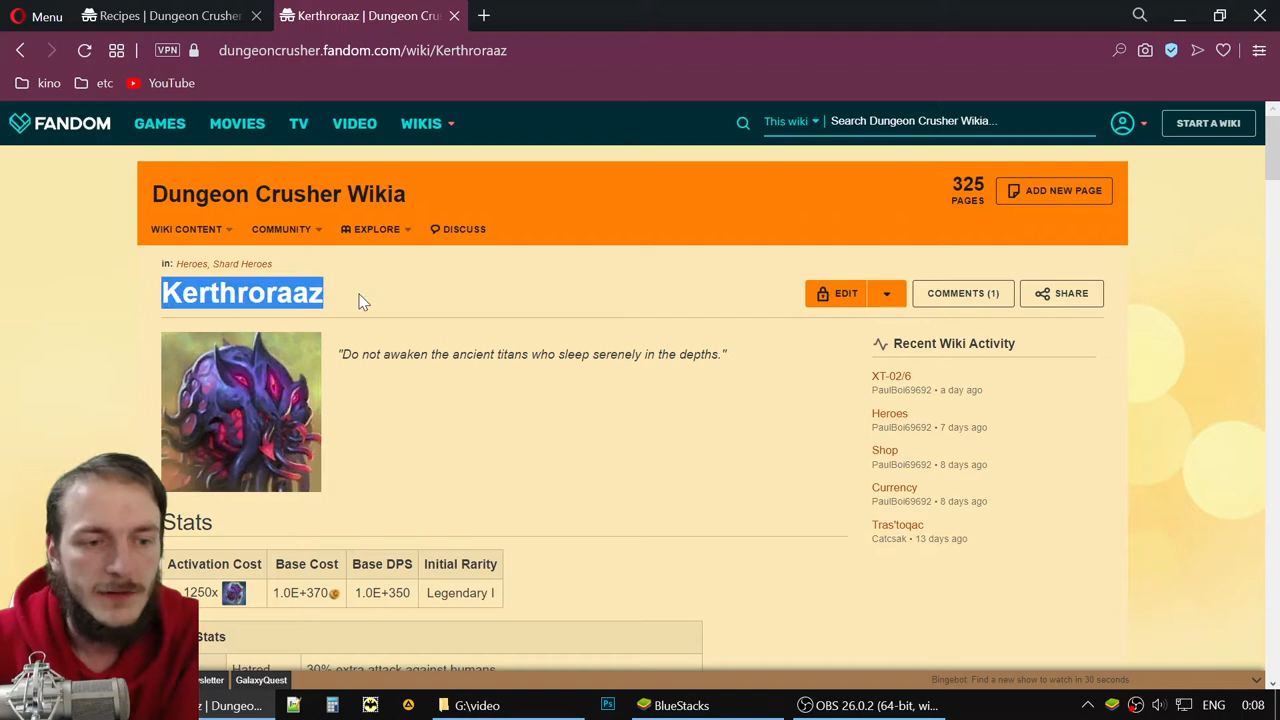 Menu
Recipes | Dungeon Crusher
Kerthroraaz | Dungeon Cru
VPN
dungeoncrusher.fandom.com/wiki/Kerthroraaz
kino
etc
YouTube
FANDOM
GAMES
MOVIES
TV
VIDEO
WIKIS
This wiki
Search Dungeon Crusher Wikia...
START A WIKI
Dungeon Crusher Wikia
325
PAGES
ADD NEW PAGE
WIKI CONTENT
COMMUNITY
EXPLORE
DISCUSS
in: Heroes, Shard Heroes
Kerthroraaz
EDIT
COMMENTS (1)
SHARE
"Do not awaken the ancient titans who sleep serenely in the depths."
Recent Wiki Activity
XT-02/6
PaulBoi69692 • a day ago
Heroes
PaulBoi69692 • 7 days ago
Shop
PaulBoi69692 • 8 days ago
Currency
PaulBoi69692 • 8 days ago
Tras'toqac
Catcsak • 13 days ago
Stats
Activation Cost Base Cost Base DPS Initial Rarity
1250x 1.0E+370 1.0E+350 Legendary I
Stats
Hatred 30% extra attack against humans
GalaxyQuest
Bingebot: Find a new show to watch in 30 seconds
z | Dungeo...
G:\video
Ps
BlueStacks
OBS 26.0.2 (64-bit, wi...
ENG
0:08